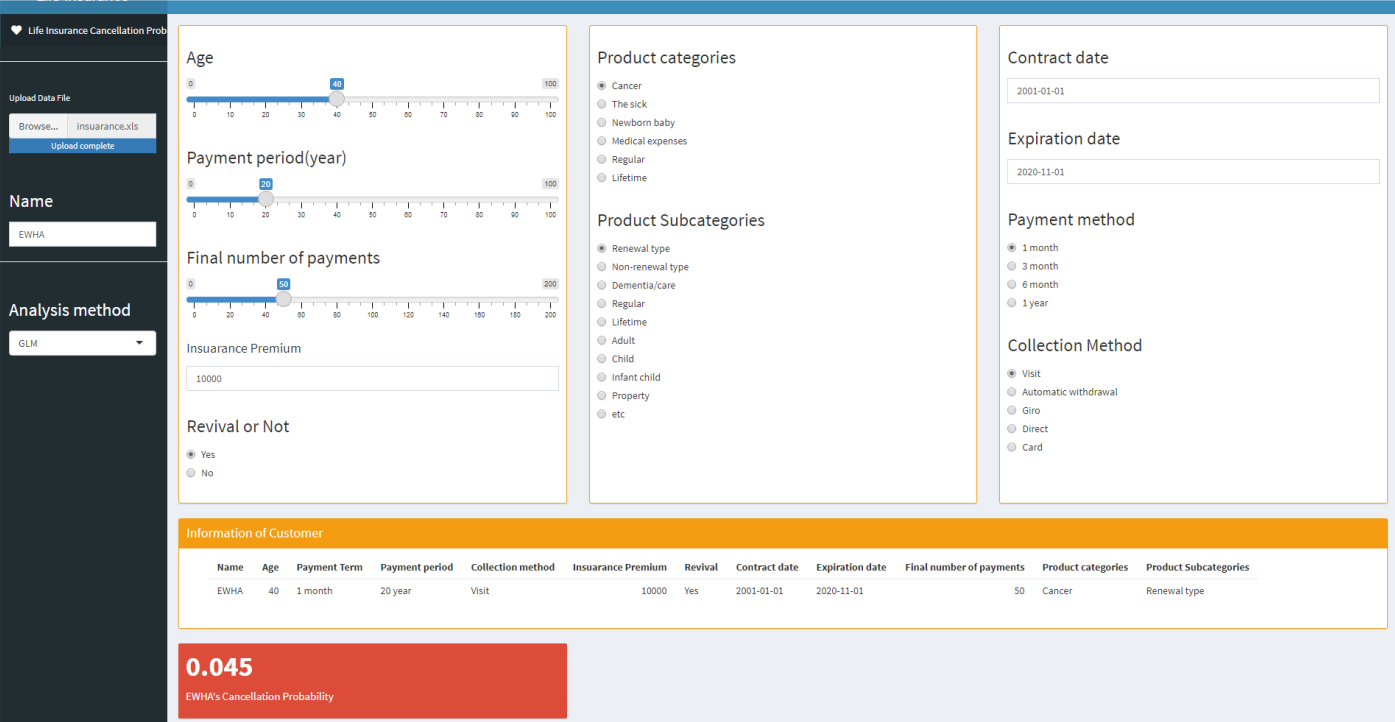 Life Insurance Cancellation Prob
Upload Data File
Browse... insuarance.xls
Upload complete
Name
EWHA
Analysis method
GLM
Age
0 40 100
0 10 20 30 40 50 60 70 80 90 100
Payment period(year)
0 20 100
0 10 20 30 40 50 60 70 80 90 100
Final number of payments
0 50 200
0 20 40 60 80 100 120 140 160 180 200
Insuarance Premium
10000
Revival or Not
Yes
No
Product categories
Cancer
The sick
Newborn baby
Medical expenses
Regular
Lifetime
Product Subcategories
Renewal type
Non-renewal type
Dementia/care
Regular
Lifetime
Adult
Child
Infant child
Property
etc
Contract date
2001-01-01
Expiration date
2020-11-01
Payment method
1 month
3 month
6 month
1 year
Collection Method
Visit
Automatic withdrawal
Giro
Direct
Card
Information of Customer
Name Age Payment Term Payment period Collection method Insuarance Premium Revival Contract date Expiration date Final number of payments Product categories Product Subcategories
EWHA 40 1 month 20 year Visit 10000 Yes 2001-01-01 2020-11-01 50 Cancer Renewal type
0.045
EWHA's Cancellation Probability